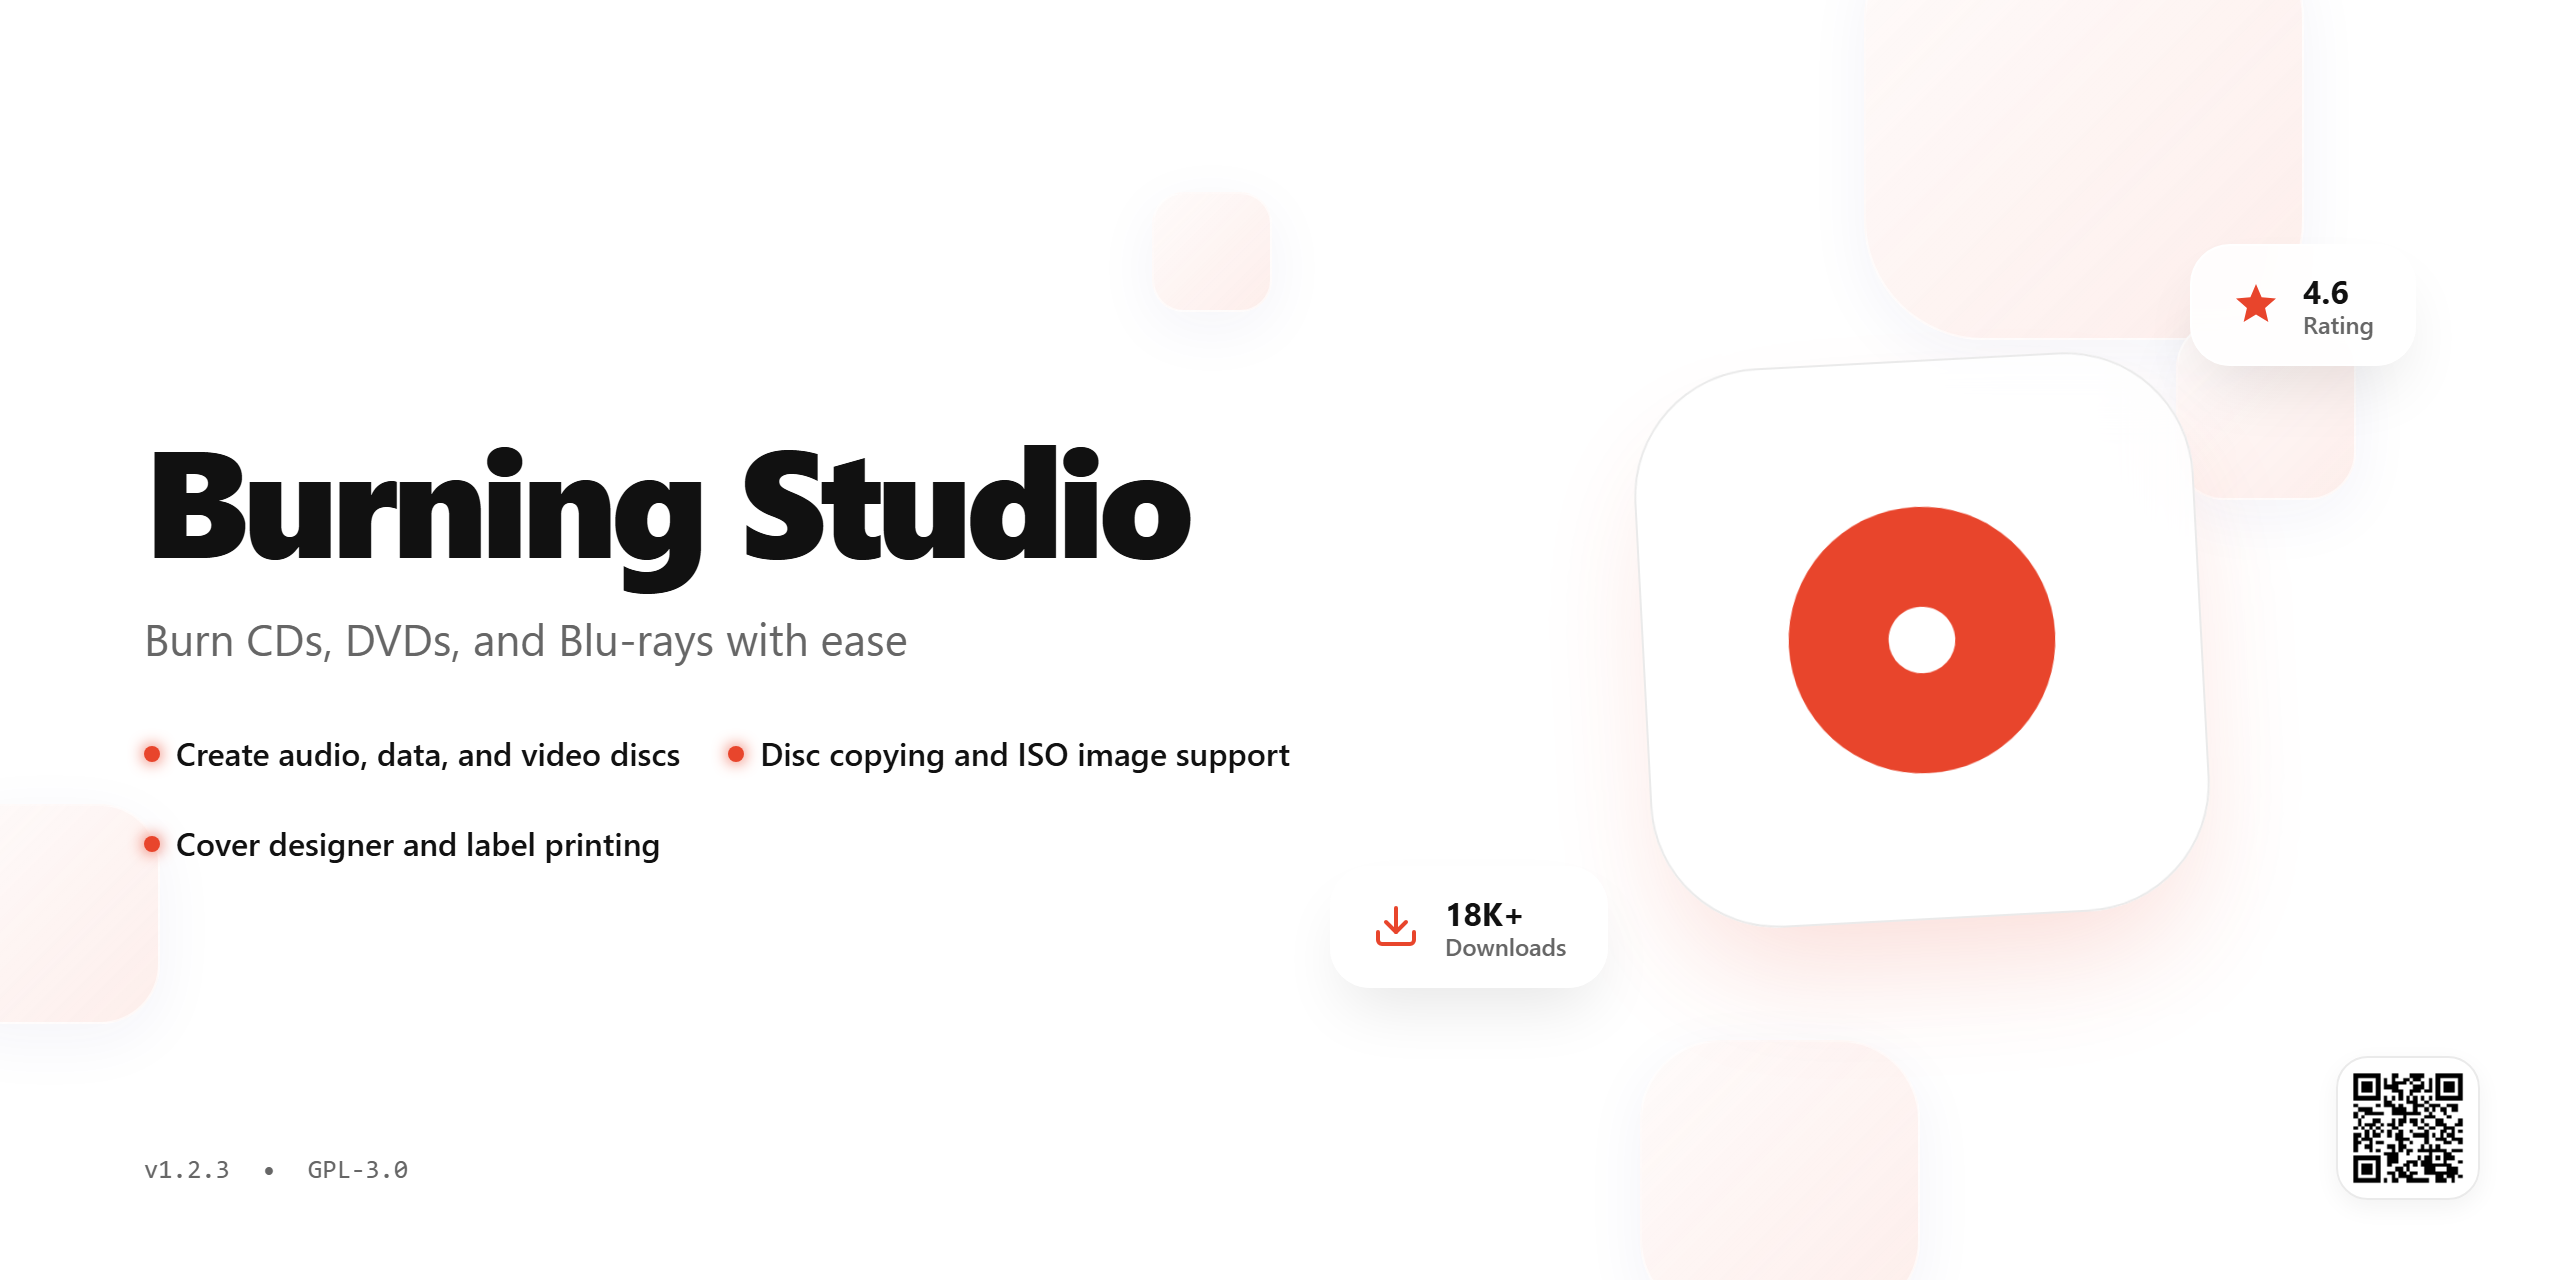 Burning Studio
Burn CDs, DVDs, and Blu-rays with ease
Create audio, data, and video discs
Disc copying and ISO image support
Cover designer and label printing
4.6
Rating
18K+
Downloads
v1.2.3 • GPL-3.0